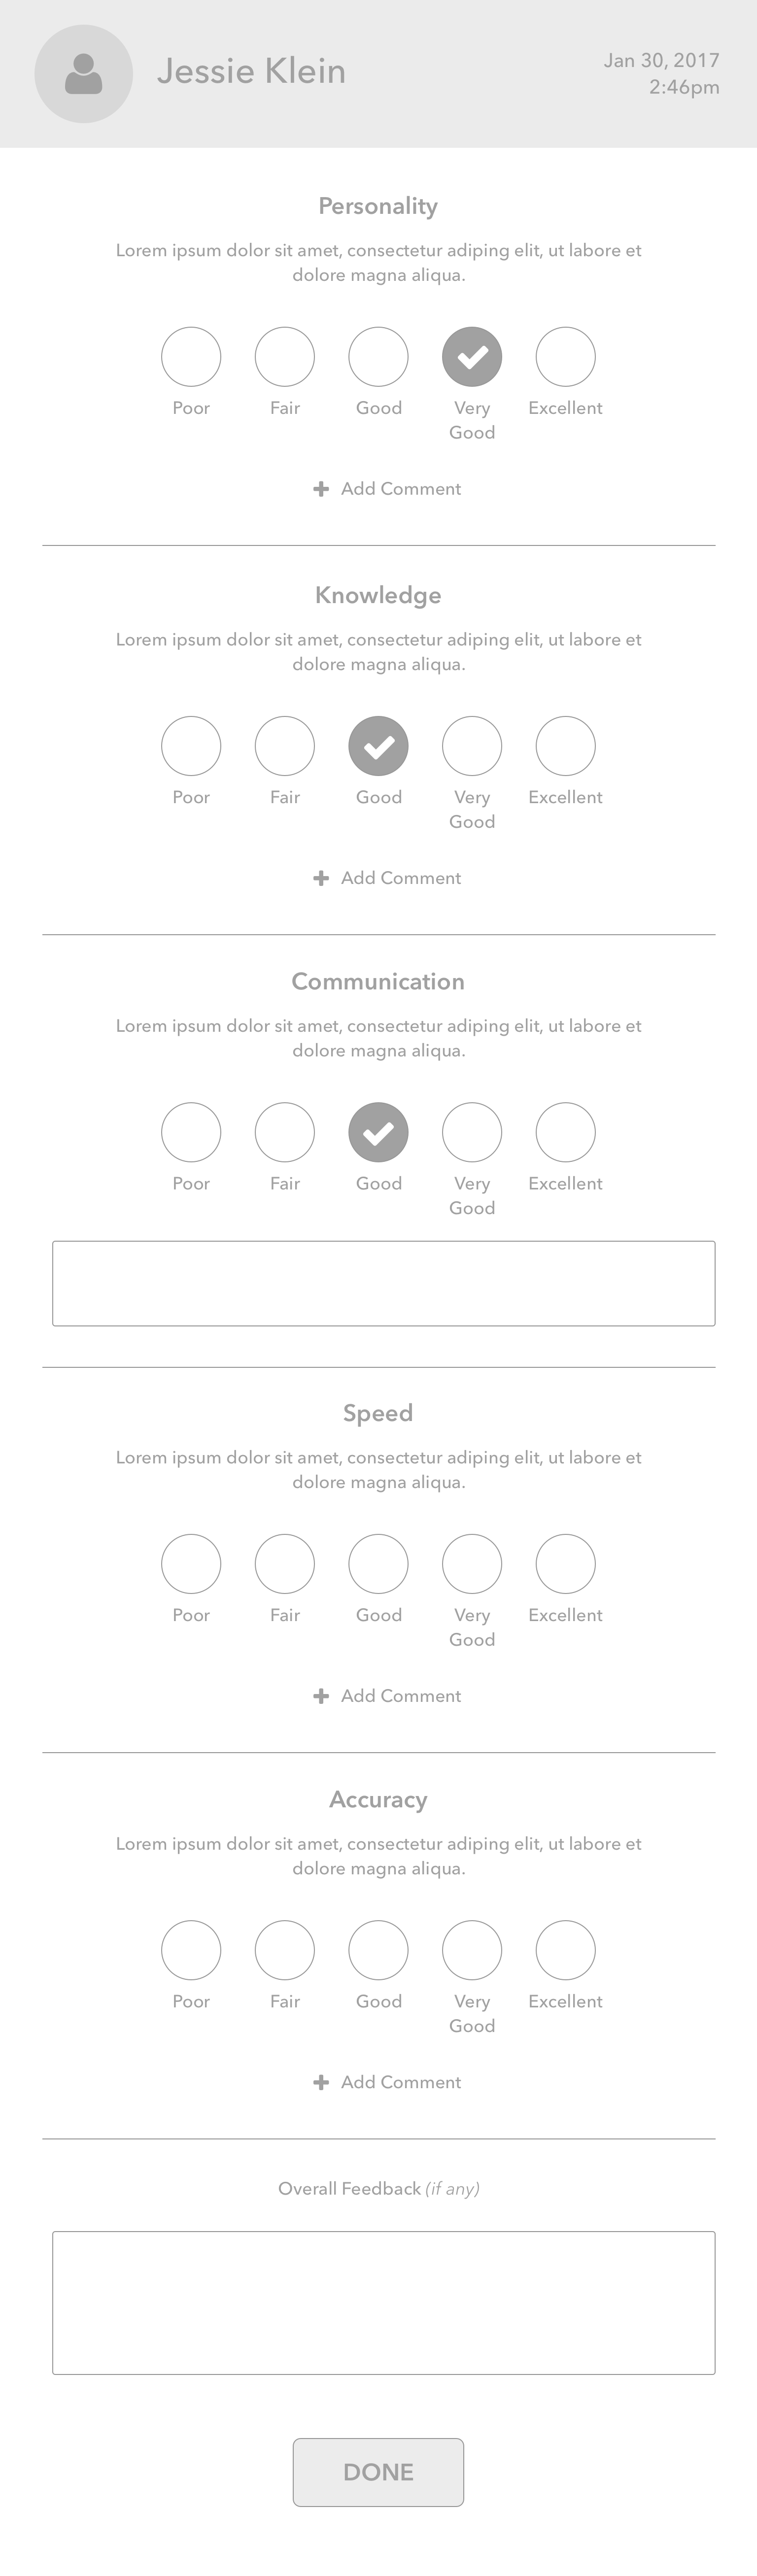 Jessie Klein
Jan 30, 2017
2:46pm
Personality
Lorem ipsum dolor sit amet, consectetur adiping elit, ut labore et
dolore magna aliqua.
Poor Fair Good Very Good Excellent
Add Comment
Knowledge
Lorem ipsum dolor sit amet, consectetur adiping elit, ut labore et
dolore magna aliqua.
Poor Fair Good Very Good Excellent
Add Comment
Communication
Lorem ipsum dolor sit amet, consectetur adiping elit, ut labore et
dolore magna aliqua.
Poor Fair Good Very Good Excellent
Speed
Lorem ipsum dolor sit amet, consectetur adiping elit, ut labore et
dolore magna aliqua.
Poor Fair Good Very Good Excellent
Add Comment
Accuracy
Lorem ipsum dolor sit amet, consectetur adiping elit, ut labore et
dolore magna aliqua.
Poor Fair Good Very Good Excellent
Add Comment
Overall Feedback (if any)
DONE